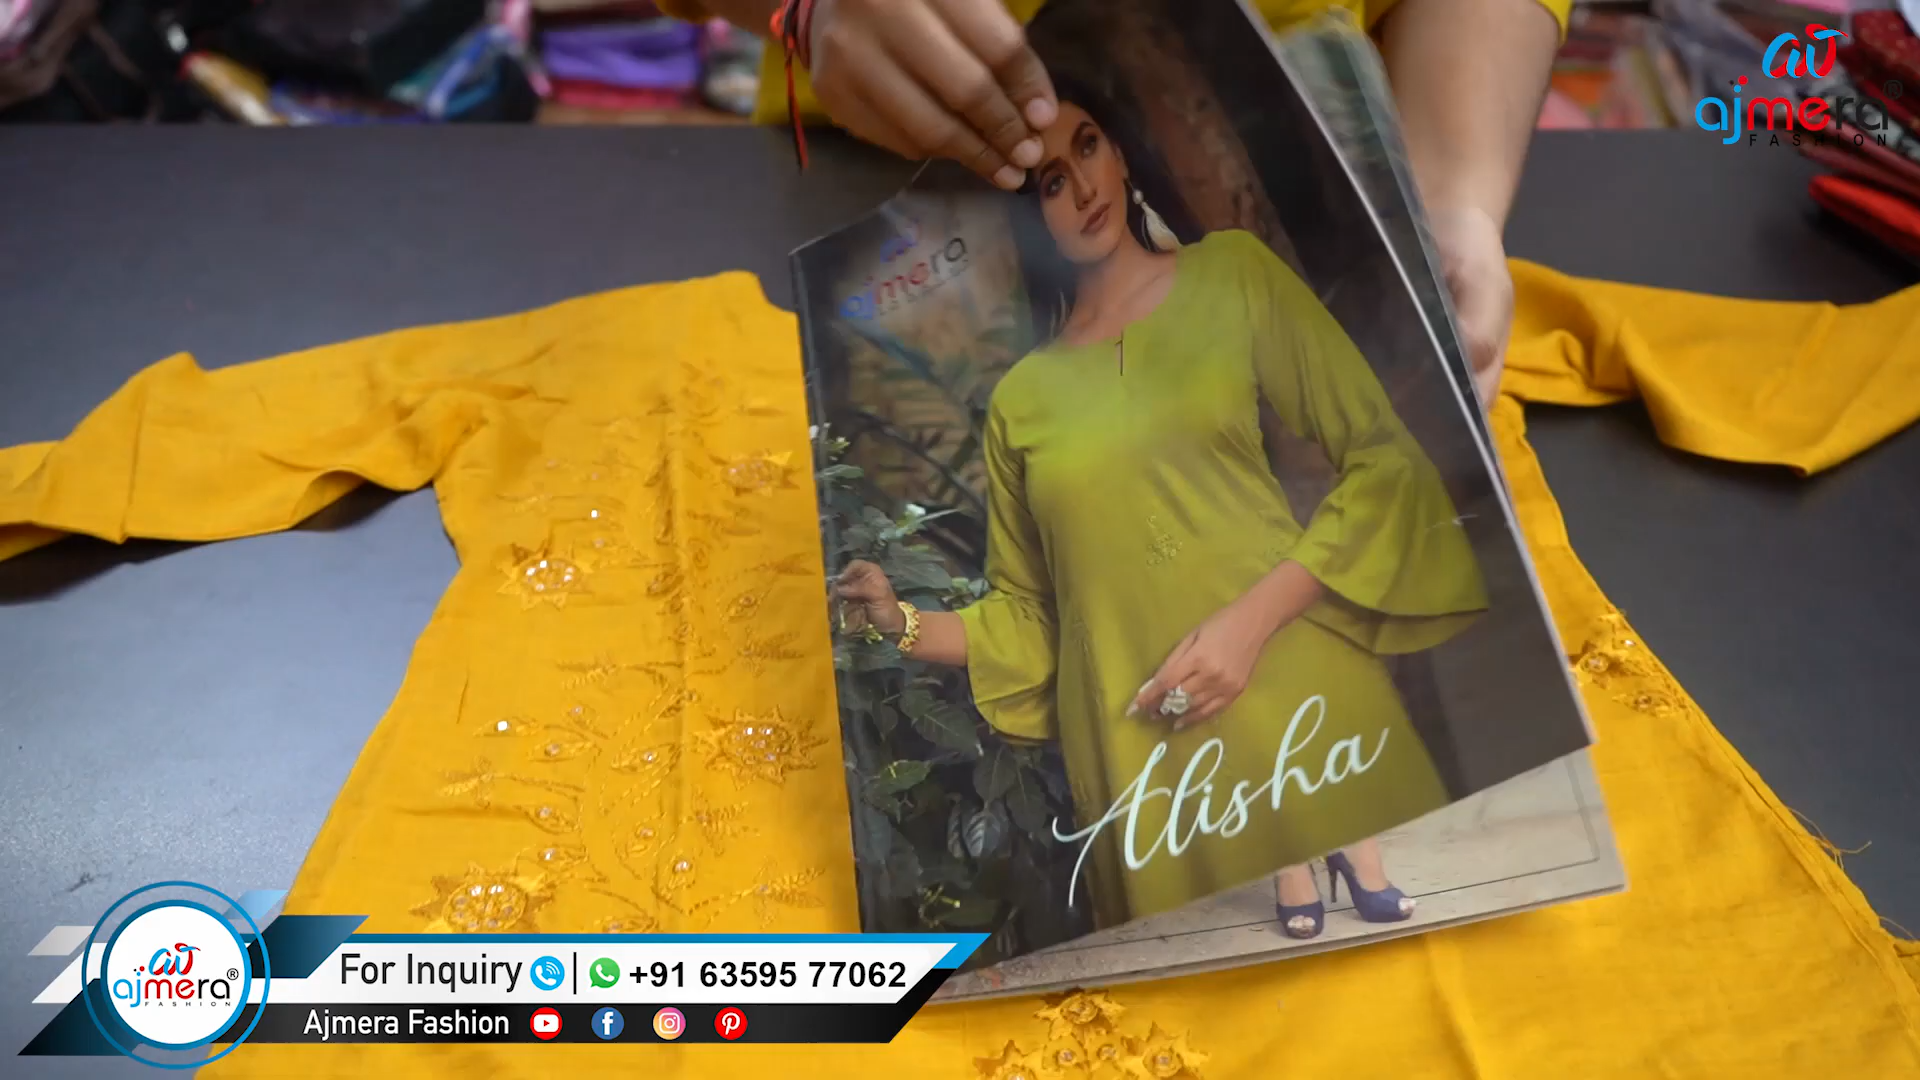 ajmera®
FASHION
ajmera
Alisha
ajmera®
FASHION
For Inquiry | +91 63595 77062
Ajmera Fashion